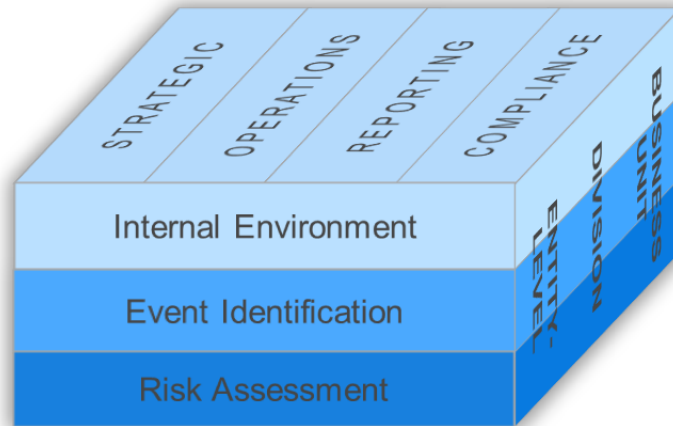 STRATEGIC
OPERATIONS
REPORTING
COMPLIANCE
Internal Environment
Event Identification
Risk Assessment
ENTITY-
LEVEL
DIVISION
BUSINESS
UNIT